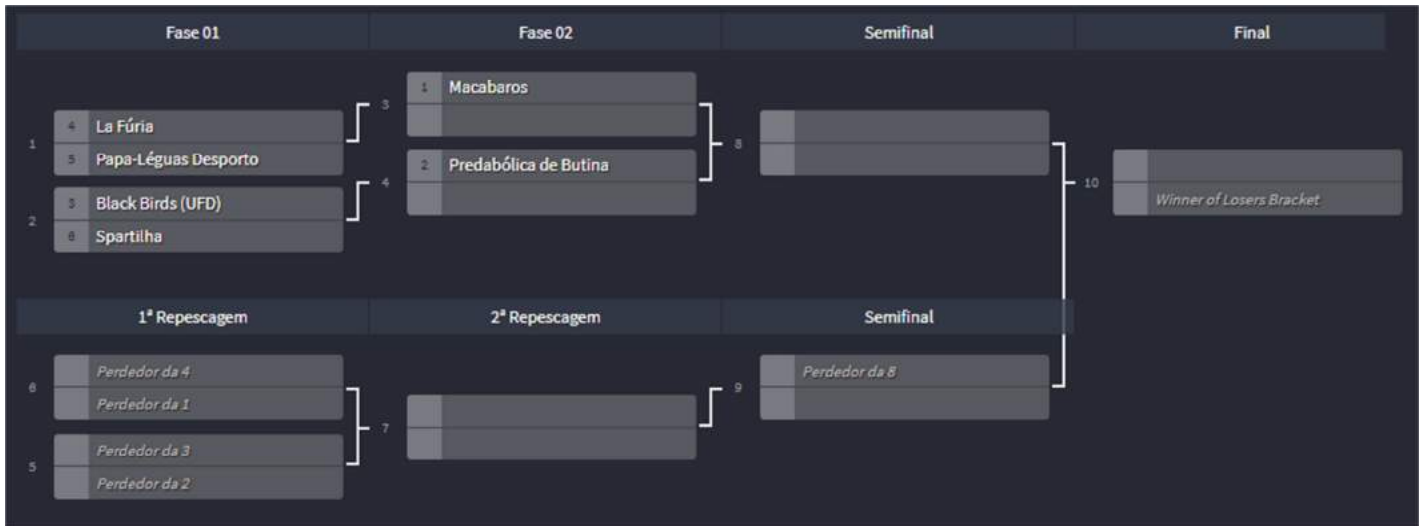 Fase 01 Fase 02 Semifinal Final
1 Macabaros
3
4 La Fúria
1 8
5 Papa-Léguas Desporto
2 Predabólica de Butina
4 10
3 Black Birds (UFD)
Winner of Losers Bracket
2
6 Spartilha
1ª Repescagem 2ª Repescagem Semifinal
Perdedor da 4 Perdedor da 8
6 9
Perdedor da 1
7
Perdedor da 3
5
Perdedor da 2